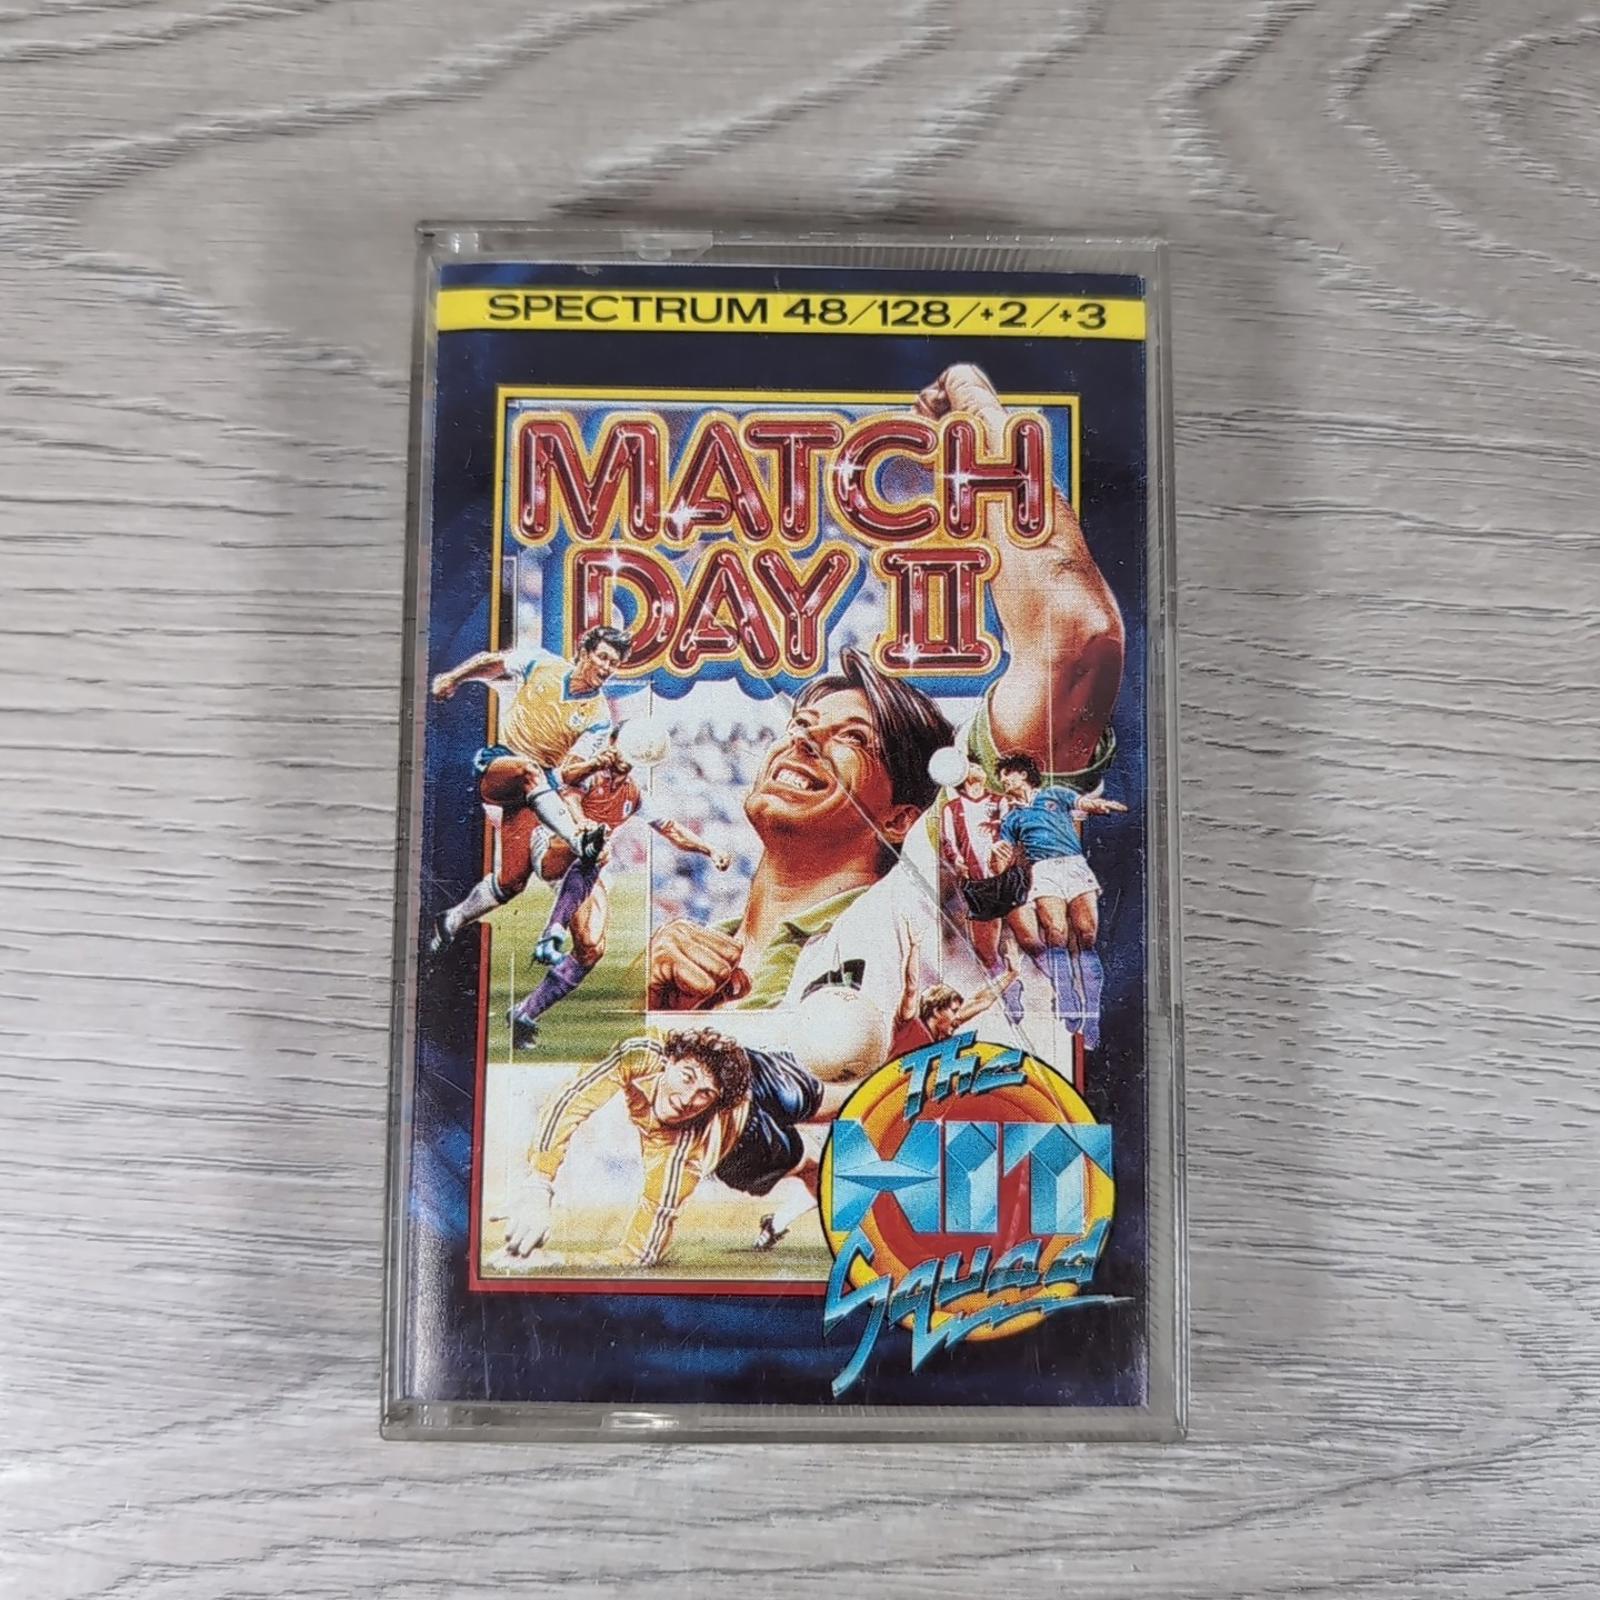 SPECTRUM 48/128/+2/+3
MATCH
DAY II
THE
HIT
SQUAD